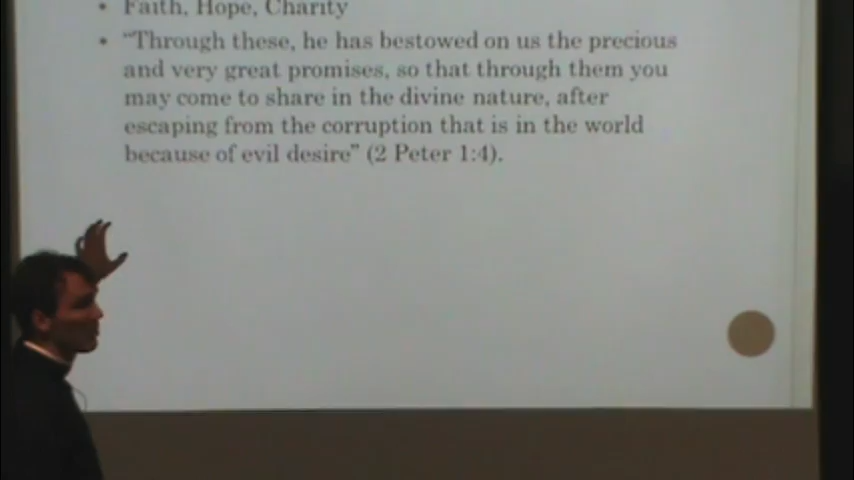 • Faith, Hope, Charity
• "Through these, he has bestowed on us the precious
and very great promises, so that through them you
may come to share in the divine nature, after
escaping from the corruption that is in the world
because of evil desire" (2 Peter 1:4).